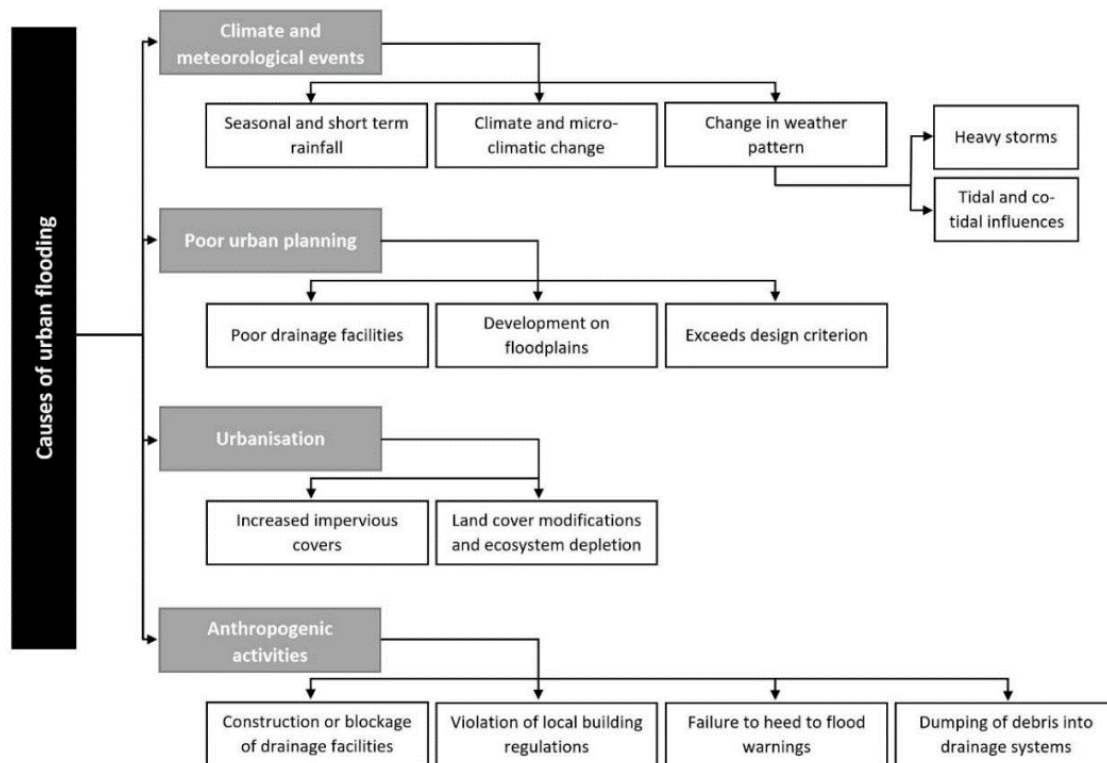 Causes of urban flooding
Climate and
meteorological events
Seasonal and short term
rainfall
Climate and micro-
climatic change
Change in weather
pattern
Heavy storms
Tidal and co-
tidal influences
Poor urban planning
Poor drainage facilities
Development on
floodplains
Exceeds design criterion
Urbanisation
Increased impervious
covers
Land cover modifications
and ecosystem depletion
Anthropogenic
activities
Construction or blockage
of drainage facilities
Violation of local building
regulations
Failure to heed to flood
warnings
Dumping of debris into
drainage systems